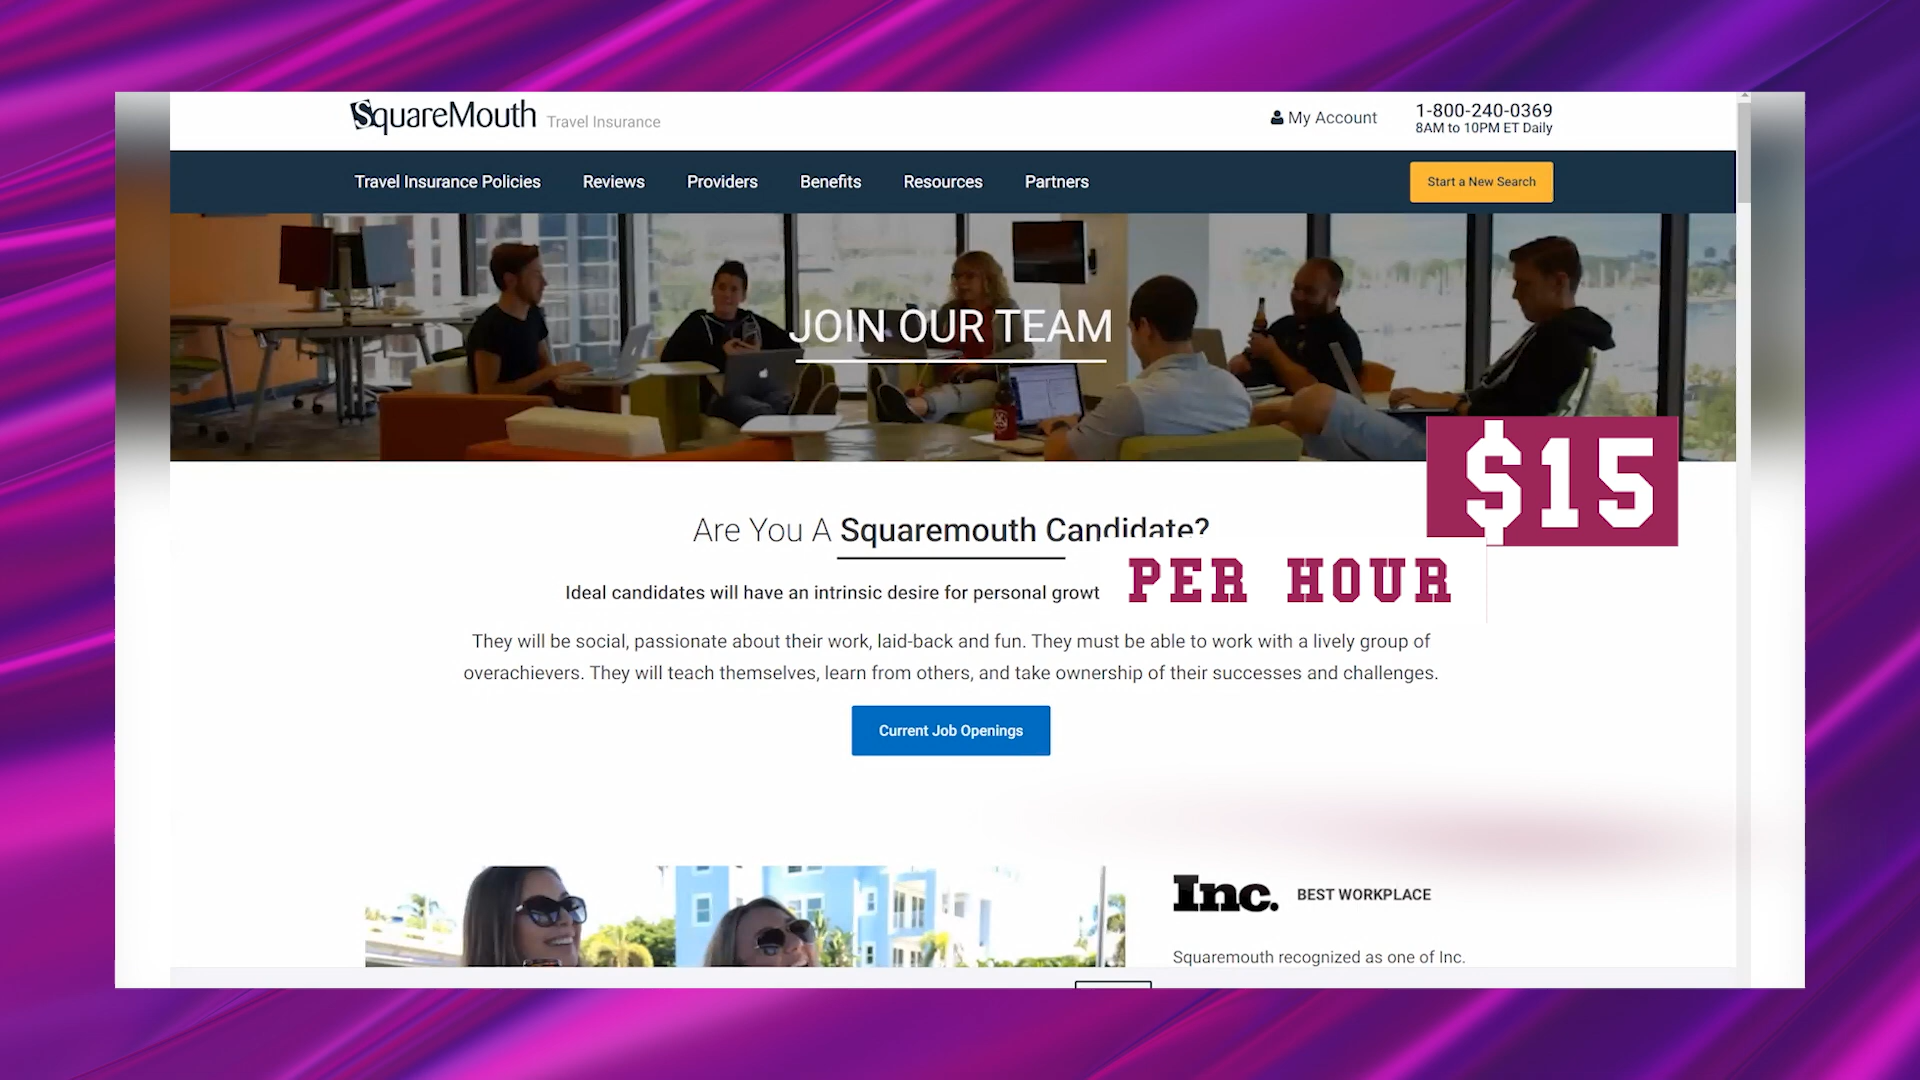 SquareMouth Travel Insurance
My Account
1-800-240-0369
8AM to 10PM ET Daily
Travel Insurance Policies Reviews Providers Benefits Resources Partners
Start a New Search
JOIN OUR TEAM
$15
Are You A Squaremouth Candidate?
PER HOUR
Ideal candidates will have an intrinsic desire for personal growt
They will be social, passionate about their work, laid-back and fun. They must be able to work with a lively group of
overachievers. They will teach themselves, learn from others, and take ownership of their successes and challenges.
Current Job Openings
Inc. BEST WORKPLACE
Squaremouth recognized as one of Inc.